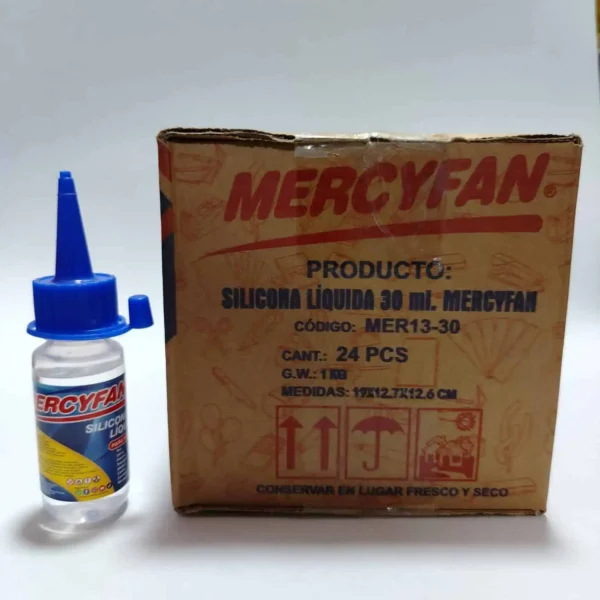 MERCYFAN®
PRODUCTO:
SILICONA LÍQUIDA 30 ml. MERCYFAN
CÓDIGO: MER13-30
CANT.: 24 PCS
G.W.: 1 KG
MEDIDAS: 19X12.7X12.6 CM
CONSERVAR EN LUGAR FRESCO Y SECO
ERCYFAN
SILICON
LÍQU